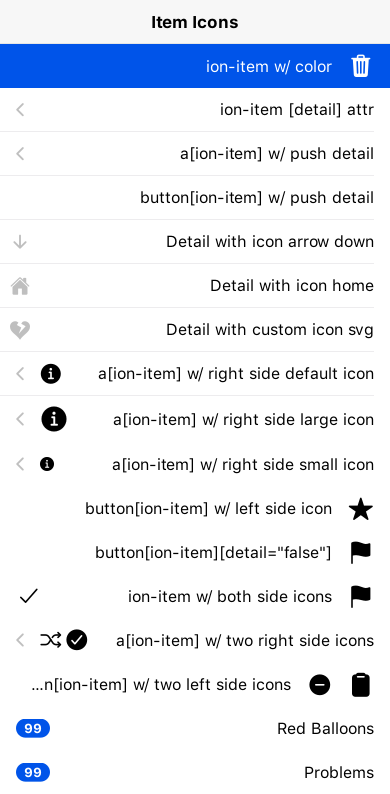 Item Icons
ion-item w/ color
ion-item [detail] attr
a[ion-item] w/ push detail
button[ion-item] w/ push detail
Detail with icon arrow down
Detail with icon home
Detail with custom icon svg
a[ion-item] w/ right side default icon
a[ion-item] w/ right side large icon
a[ion-item] w/ right side small icon
button[ion-item] w/ left side icon
button[ion-item][detail="false"]
ion-item w/ both side icons
a[ion-item] w/ two right side icons
...n[ion-item] w/ two left side icons
Red Balloons 99
Problems 99